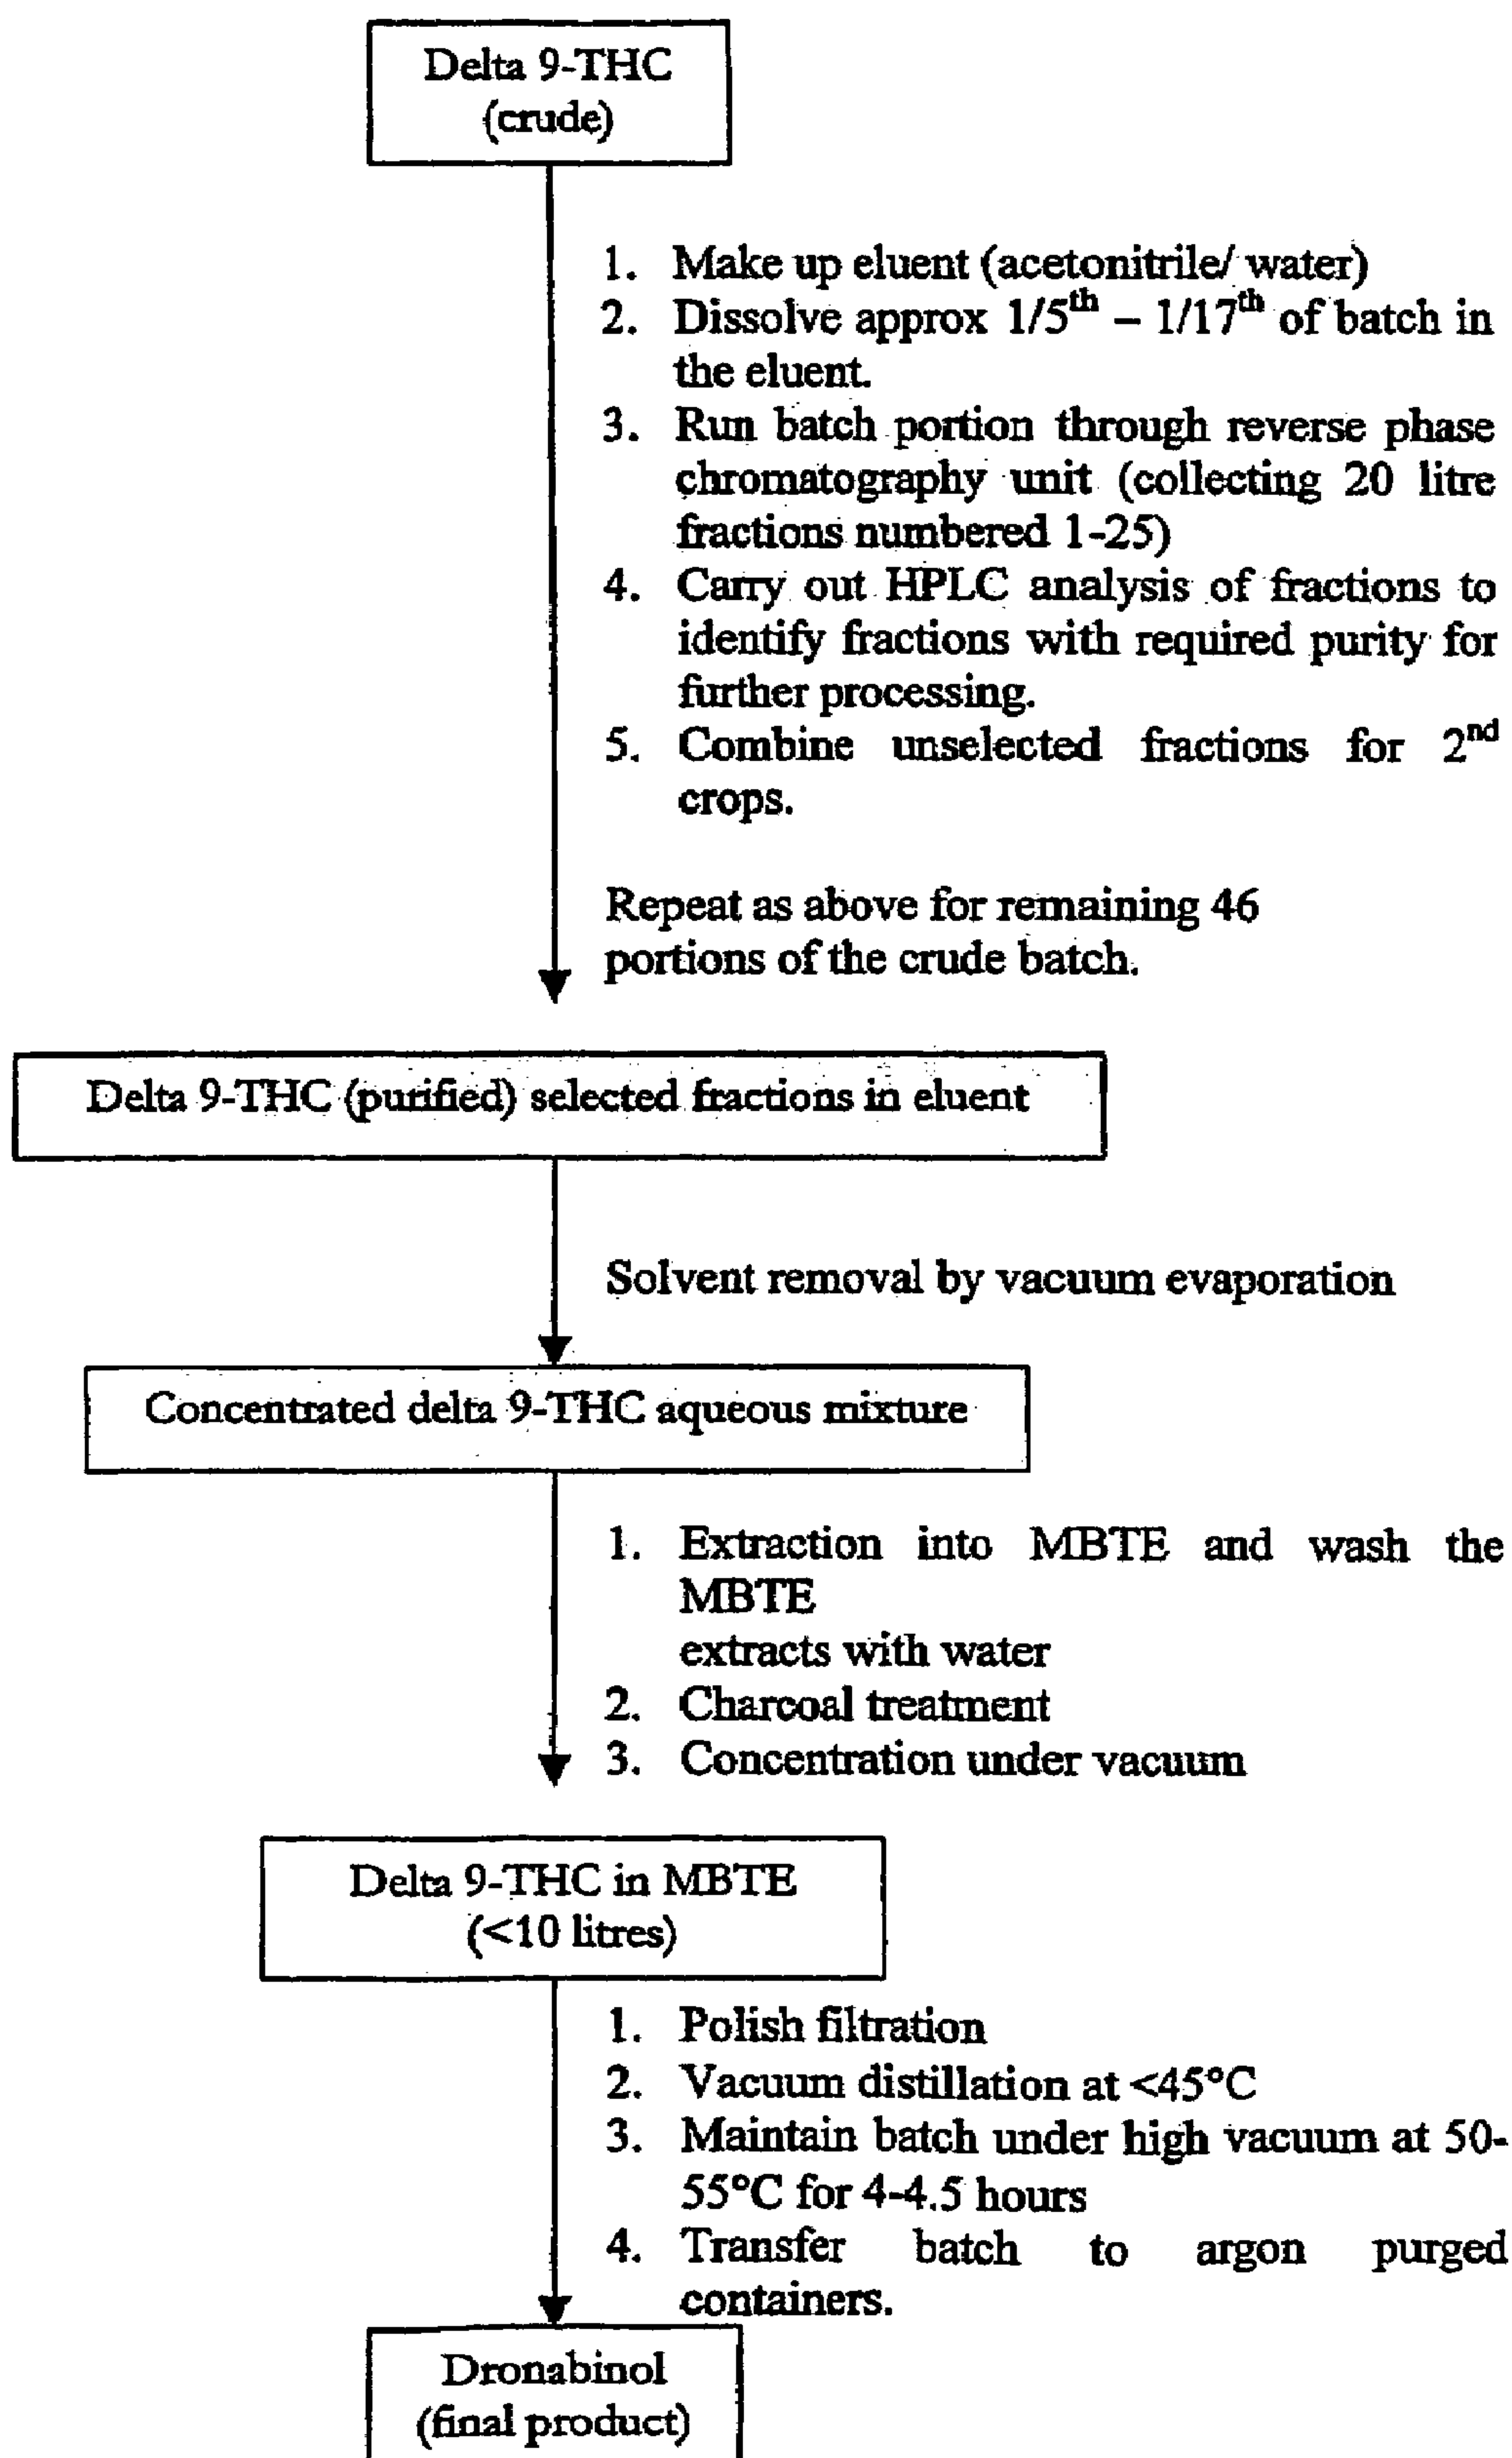 Delta 9-THC
(crude)
1. Make up eluent (acetonitrile/ water)
2. Dissolve approx 1/5th – 1/17th of batch in
the eluent.
3. Run batch portion through reverse phase
chromatography unit (collecting 20 litre
fractions numbered 1-25)
4. Carry out HPLC analysis of fractions to
identify fractions with required purity for
further processing.
5. Combine unselected fractions for 2nd
crops.
Repeat as above for remaining 46
portions of the crude batch.
Delta 9-THC (purified) selected fractions in eluent
Solvent removal by vacuum evaporation
Concentrated delta 9-THC aqueous mixture
1. Extraction into MBTE and wash the
MBTE
extracts with water
2. Charcoal treatment
3. Concentration under vacuum
Delta 9-THC in MBTE
(<10 litres)
1. Polish filtration
2. Vacuum distillation at <45°C
3. Maintain batch under high vacuum at 50-
55°C for 4-4.5 hours
4. Transfer batch to argon purged
containers.
Dronabinol
(final product)